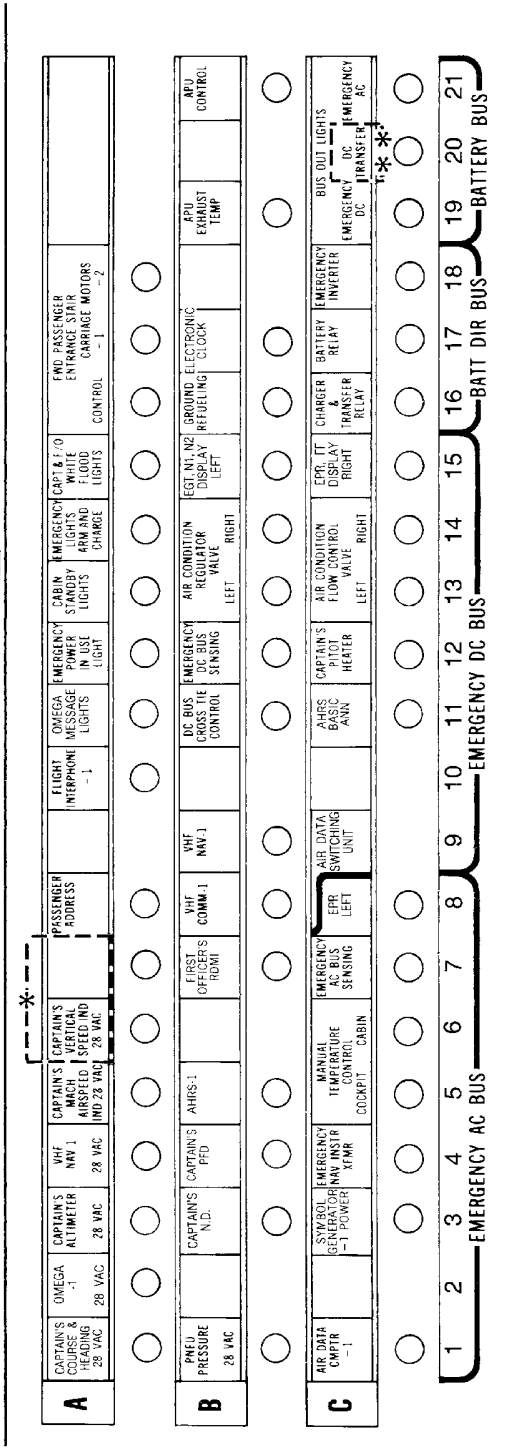 A
CAPTAIN'S
COURSE &
HEADING
28 VAC
OMEGA
-1
28 VAC
CAPTAIN'S
ALTIMETER
28 VAC
VHF
NAV 1
28 VAC
CAPTAIN'S
MACH
AIRSPEED
IND 28 VAC
*
CAPTAIN'S
VERTICAL
SPEED IND
28 VAC
PASSENGER
ADDRESS
FLIGHT
INTERPHONE
- 1
OMEGA
MESSAGE
LIGHTS
EMERGENCY
POWER
IN USE
LIGHT
CABIN
STANDBY
LIGHTS
EMERGENCY
LIGHTS
ARM AND
CHARGE
CAPT & F/O
WHITE
FLOOD
LIGHTS
FWD PASSENGER
ENTRANCE STAIR
CARRIAGE MOTORS
CONTROL - 1 - 2
B
PNEU
PRESSURE
28 VAC
CAPTAIN'S
N.D.
CAPTAIN'S
PFD
AHRS-1
FIRST
OFFICER'S
RDMI
VHF
COMM-1
VHF
NAV-1
DC BUS
CROSS TIE
CONTROL
EMERGENCY
DC BUS
SENSING
AIR CONDITION
REGULATOR
VALVE
LEFT RIGHT
EGT, N1, N2
DISPLAY
LEFT
GROUND
REFUELING
ELECTRONIC
CLOCK
APU
EXHAUST
TEMP
APU
CONTROL
C
AIR DATA
CMPTR
-1
SYMBOL
GENERATOR
-1 POWER
EMERGENCY
NAV INSTR
XFMR
MANUAL
TEMPERATURE
CONTROL
COCKPIT CABIN
EMERGENCY
AC BUS
SENSING
EPR
LEFT
AIR DATA
SWITCHING
UNIT
AHRS
BASIC
ANN
CAPTAIN'S
PITOT
HEATER
AIR CONDITION
FLOW CONTROL
VALVE
LEFT RIGHT
EPR, FF
DISPLAY
RIGHT
CHARGER
&
TRANSFER
RELAY
BATTERY
RELAY
EMERGENCY
INVERTER
BUS OUT LIGHTS
EMERGENCY
DC
DC
TRANSFER
EMERGENCY
AC
**
1 2 3 4 5 6 7 8 9 10 11 12 13 14 15 16 17 18 19 20 21
EMERGENCY AC BUS
EMERGENCY DC BUS
BATT DIR BUS
BATTERY BUS